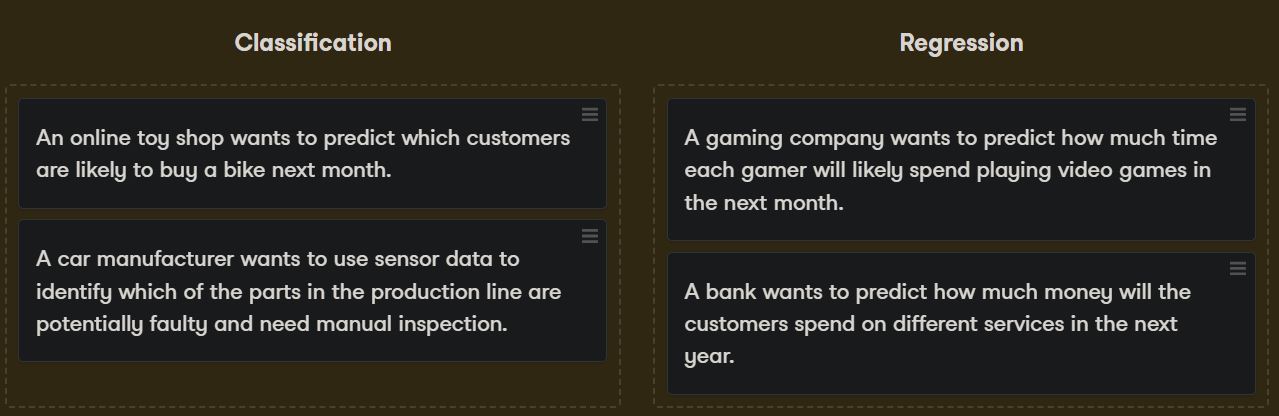 Classification
An online toy shop wants to predict which customers
are likely to buy a bike next month.
A car manufacturer wants to use sensor data to
identify which of the parts in the production line are
potentially faulty and need manual inspection.
Regression
A gaming company wants to predict how much time
each gamer will likely spend playing video games in
the next month.
A bank wants to predict how much money will the
customers spend on different services in the next
year.